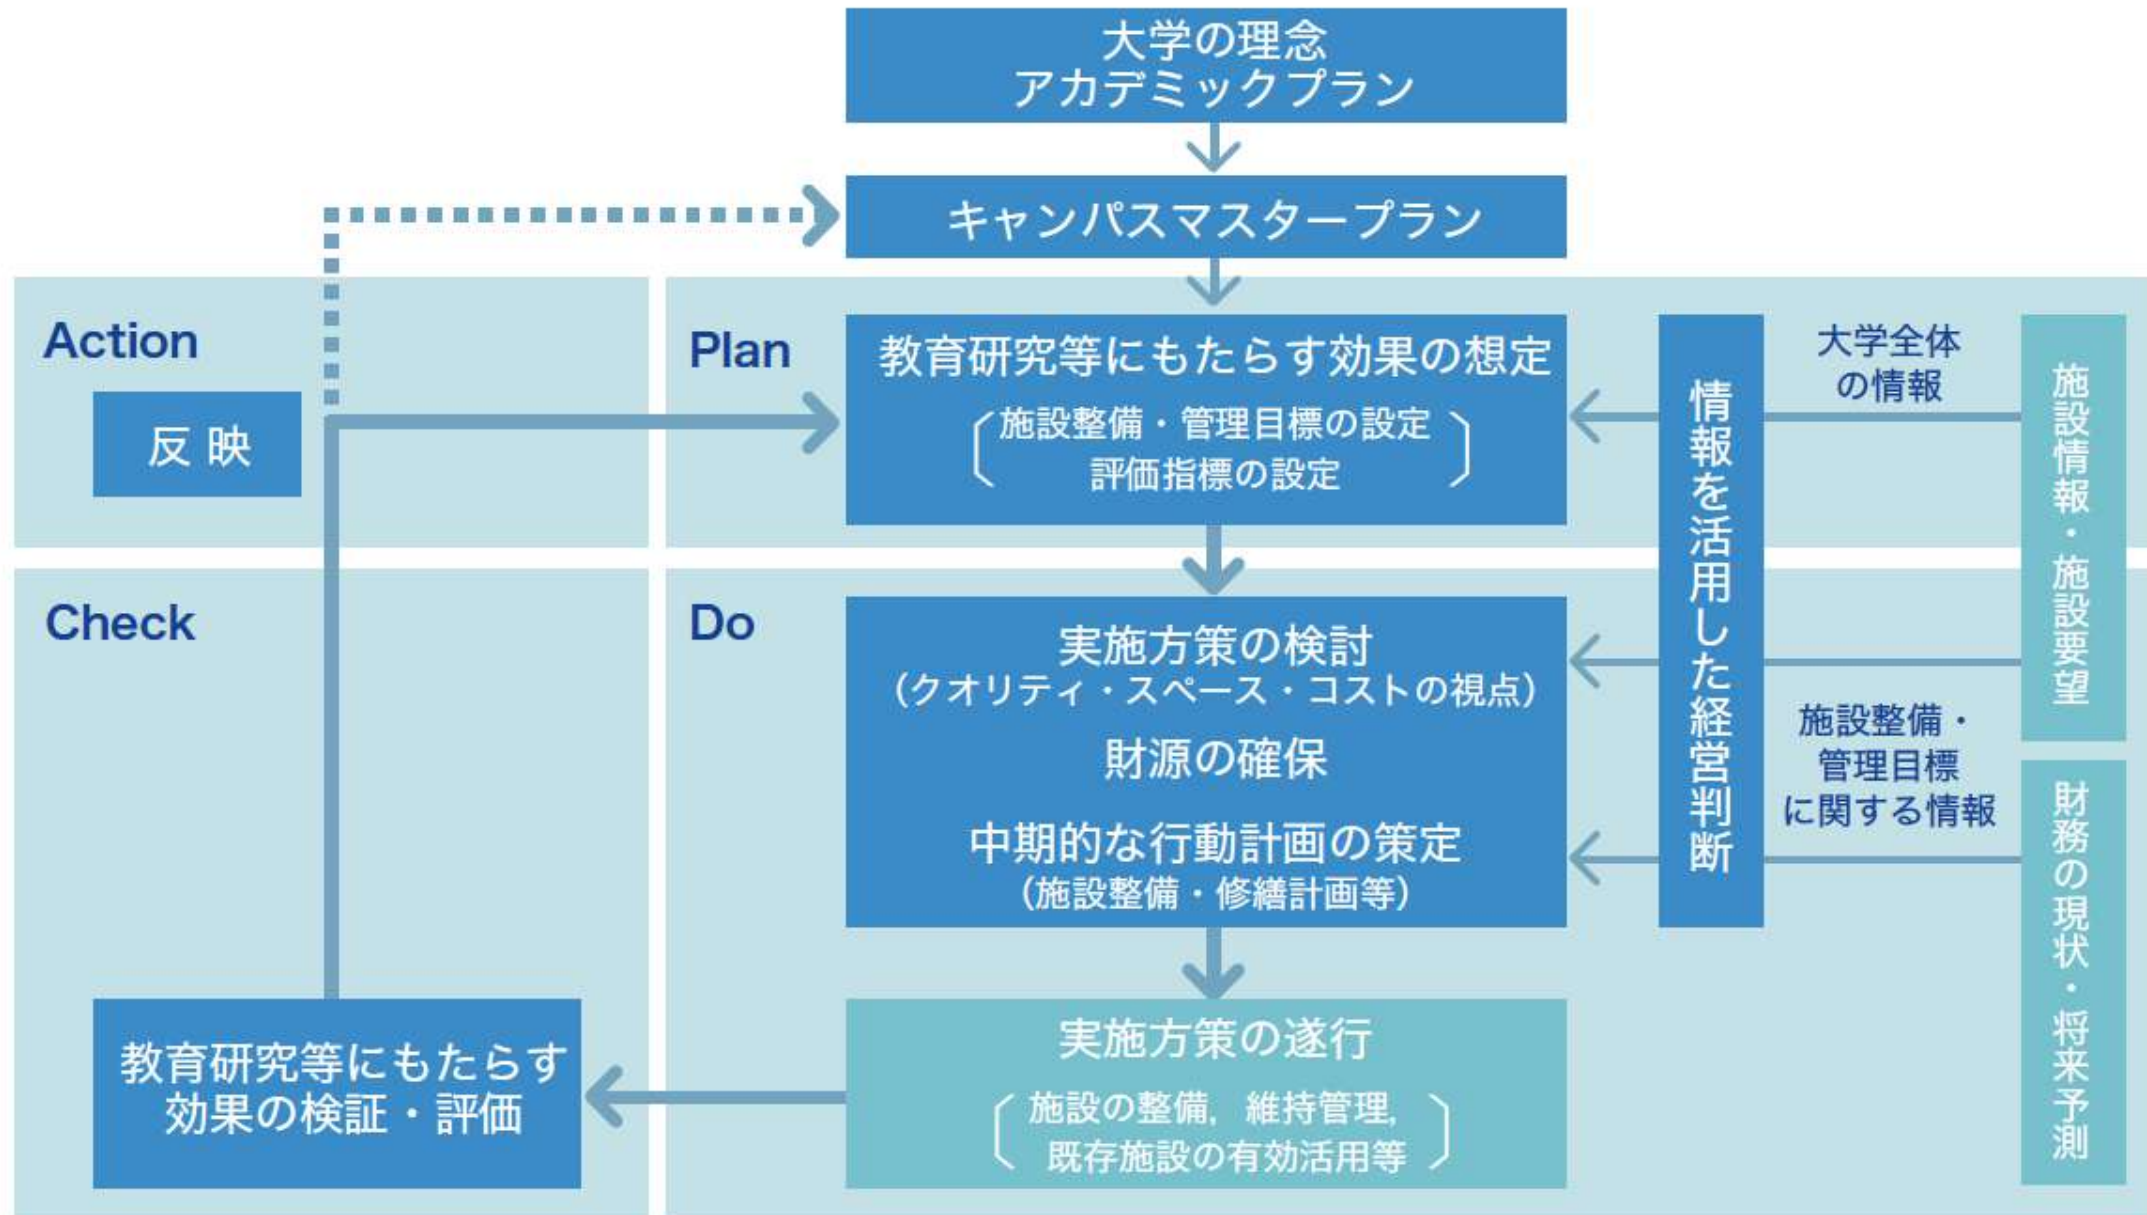 大学の理念
アカデミックプラン
キャンパスマスタープラン
Action
反 映
Plan
教育研究等にもたらす効果の想定
施設整備・管理目標の設定
評価指標の設定
情報を活用した経営判断
大学全体
の情報
施設情報・施設要望
Check
教育研究等にもたらす
効果の検証・評価
Do
実施方策の検討
（クオリティ・スペース・コストの視点）
財源の確保
中期的な行動計画の策定
（施設整備・修繕計画等）
施設整備・
管理目標
に関する情報
財務の現状・将来予測
実施方策の遂行
施設の整備，維持管理，
既存施設の有効活用等